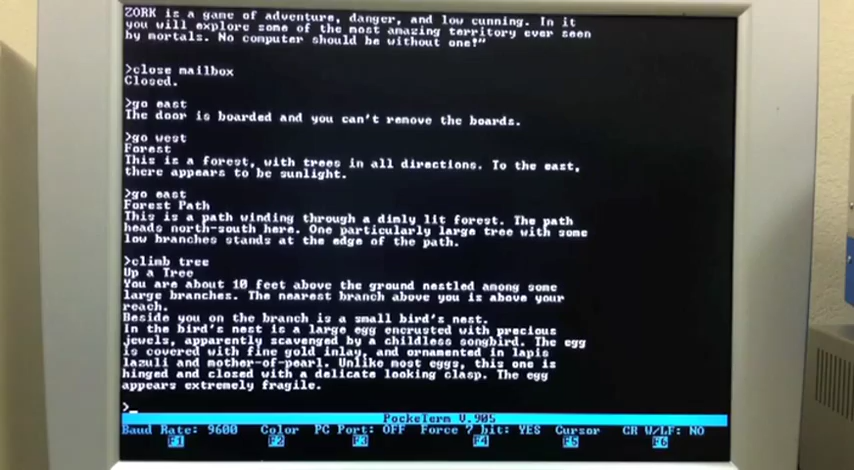 ZORK is a game of adventure, danger, and low cunning. In it
you will explore some of the most amazing territory ever seen
by mortals. No computer should be without one!"
>close mailbox
Closed.
>go east
The door is boarded and you can't remove the boards.
>go west
Forest
This is a forest, with trees in all directions. To the east,
there appears to be sunlight.
>go east
Forest Path
This is a path winding through a dimly lit forest. The path
heads north-south here. One particularly large tree with some
low branches stands at the edge of the path.
>climb tree
Up a Tree
You are about 10 feet above the ground nestled among some
large branches. The nearest branch above you is above your
reach.
Beside you on the branch is a small bird's nest.
In the bird's nest is a large egg encrusted with precious
jewels, apparently scavenged by a childless songbird. The egg
is covered with fine gold inlay, and ornamented in lapis
lazuli and mother-of-pearl. Unlike most eggs, this one is
hinged and closed with a delicate looking clasp. The egg
appears extremely fragile.
>_
PockeTerm V.905
Baud Rate: 9600 Color PC Port: OFF Force 7 bit: YES Cursor CR W/LF: NO
F1 F2 F3 F4 F5 F6